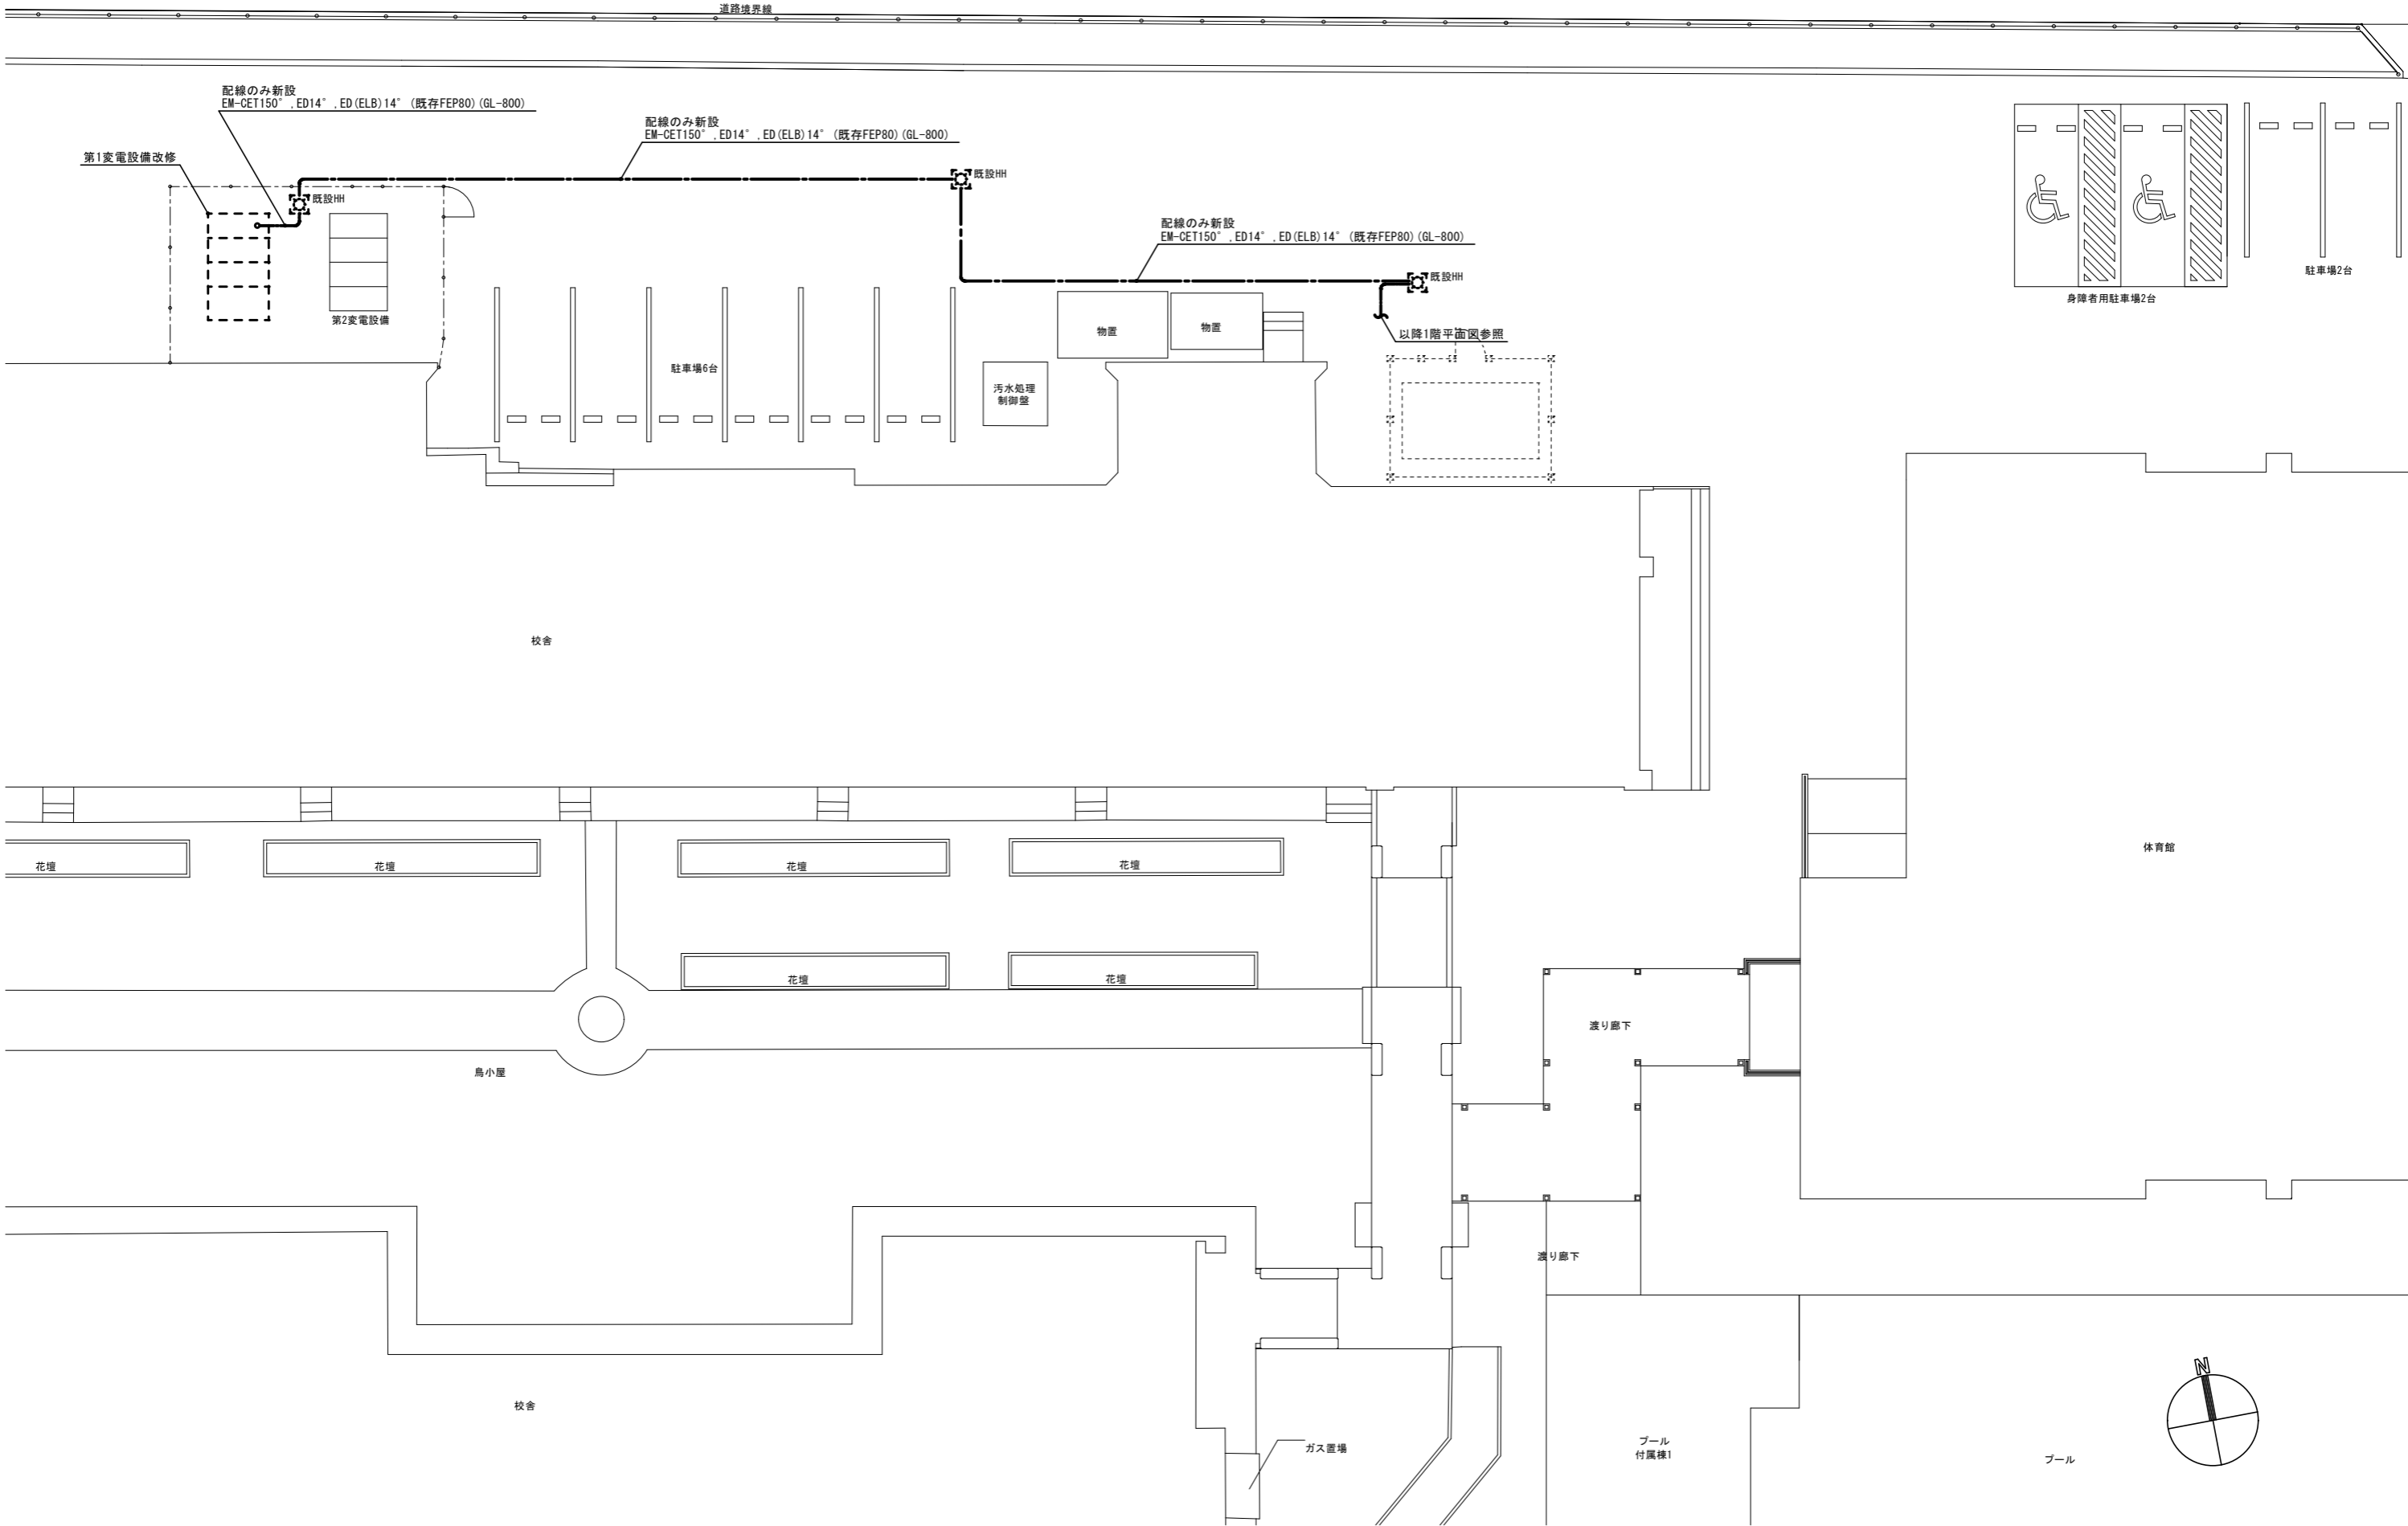 道路境界線
配線のみ新設
EM-CET150°,ED14°,ED(ELB)14°(既存FEP80)(GL-800)
配線のみ新設
EM-CET150°,ED14°,ED(ELB)14°(既存FEP80)(GL-800)
第1変電設備改修
既設HH
既設HH
配線のみ新設
EM-CET150°,ED14°,ED(ELB)14°(既存FEP80)(GL-800)
既設HH
駐車場2台
身障者用駐車場2台
第2変電設備
物置
物置
以降1階平面図参照
駐車場6台
汚水処理
制御盤
校舎
体育館
花壇
花壇
花壇
花壇
花壇
花壇
渡り廊下
鳥小屋
渡り廊下
N
校舎
ガス置場
プール
付属棟1
プール